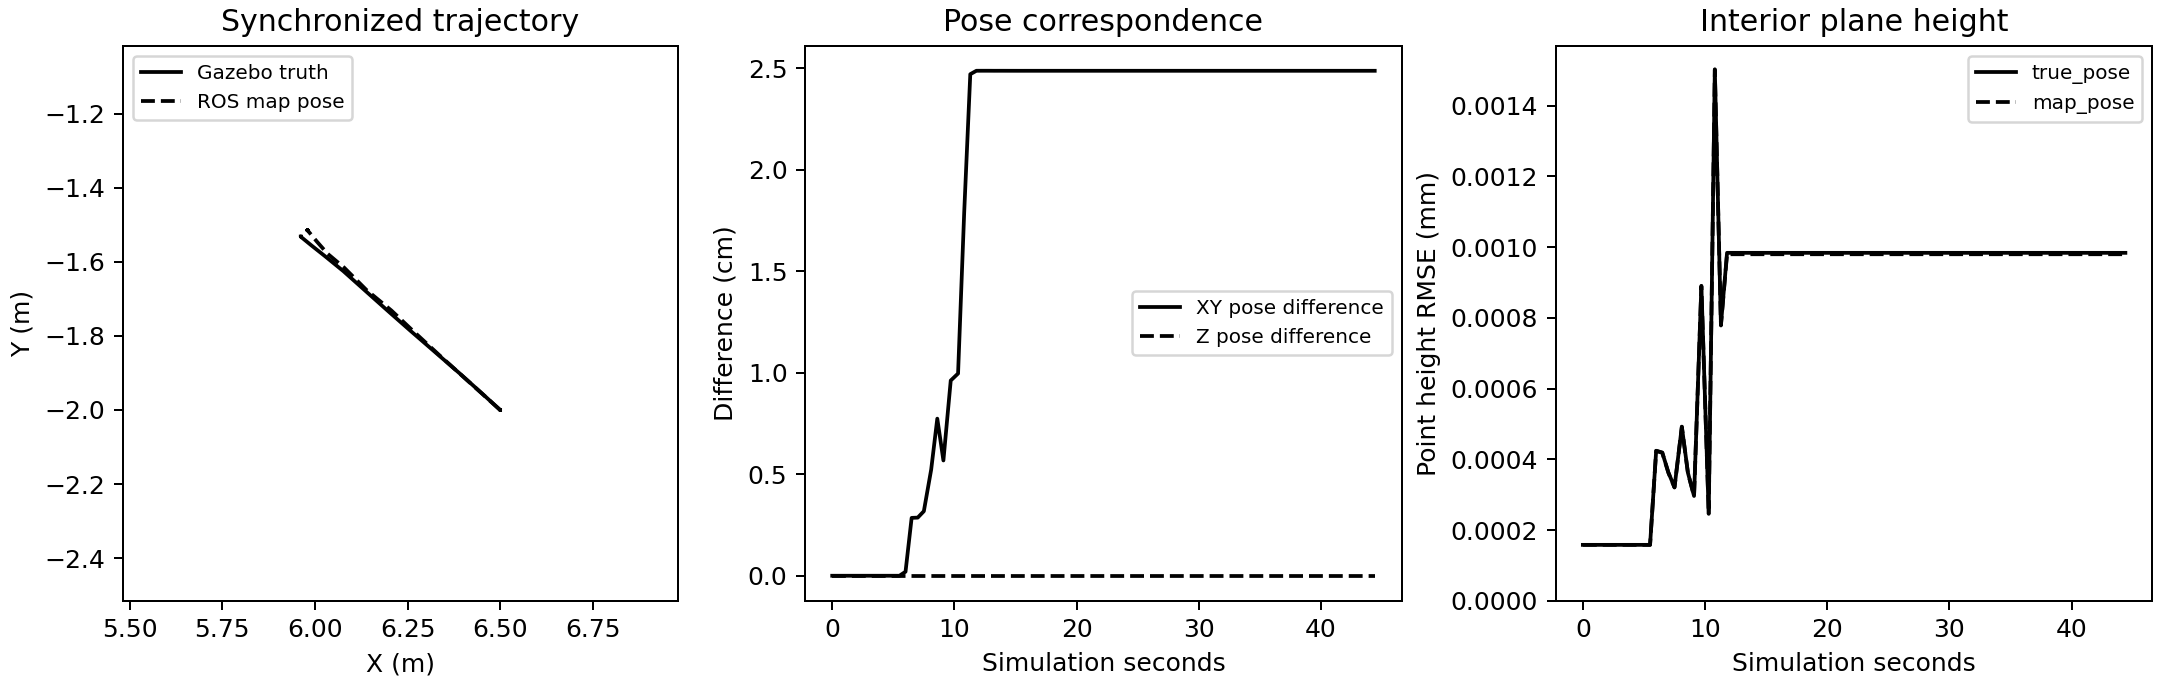 Synchronized trajectory
Gazebo truth
ROS map pose
Y (m)
−1.2
−1.4
−1.6
−1.8
−2.0
−2.2
−2.4
5.50 5.75 6.00 6.25 6.50 6.75
X (m)
Pose correspondence
XY pose difference
Z pose difference
Difference (cm)
2.5
2.0
1.5
1.0
0.5
0.0
0 10 20 30 40
Simulation seconds
Interior plane height
true_pose
map_pose
Point height RMSE (mm)
0.0014
0.0012
0.0010
0.0008
0.0006
0.0004
0.0002
0.0000
0 10 20 30 40
Simulation seconds